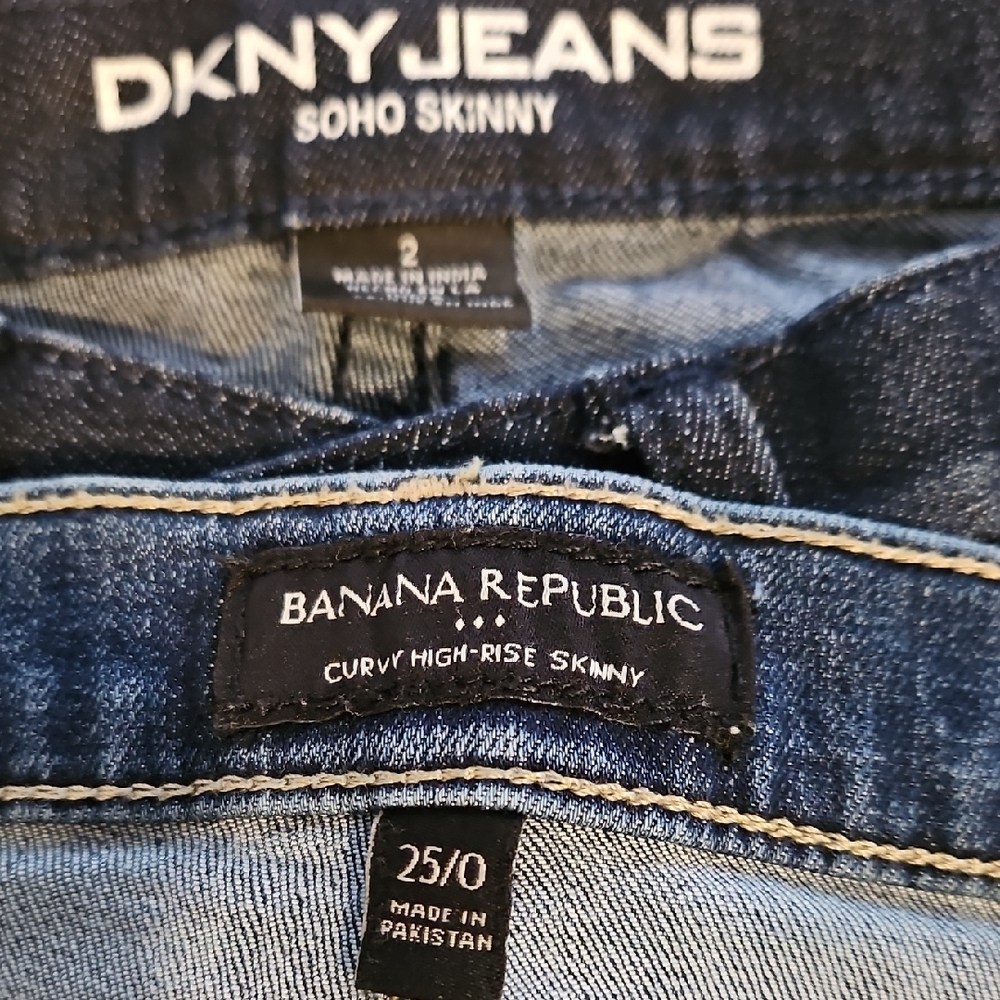 DKNY JEANS
SOHO SKINNY
2
MADE IN INDIA
BANANA REPUBLIC
CURVY HIGH-RISE SKINNY
25/0
MADE IN
PAKISTAN